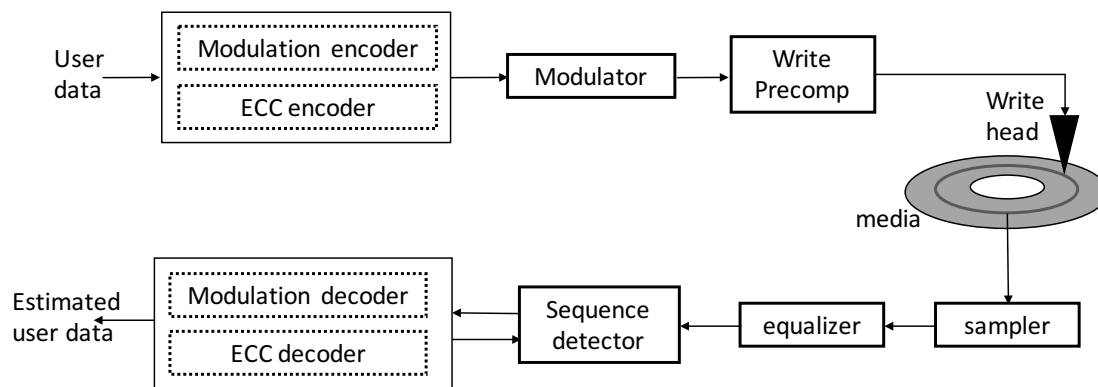 User
data
Modulation encoder
ECC encoder
Modulator
Write
Precomp
Write
head
media
Estimated
user data
Modulation decoder
ECC decoder
Sequence
detector
equalizer
sampler